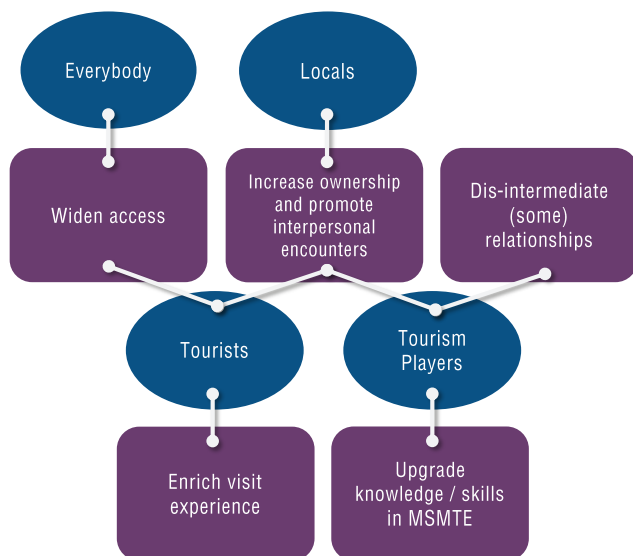 Everybody
Locals
Widen access
Increase ownership
and promote
interpersonal
encounters
Dis-intermediate
(some)
relationships
Tourists
Tourism
Players
Enrich visit
experience
Upgrade
knowledge / skills
in MSMTE